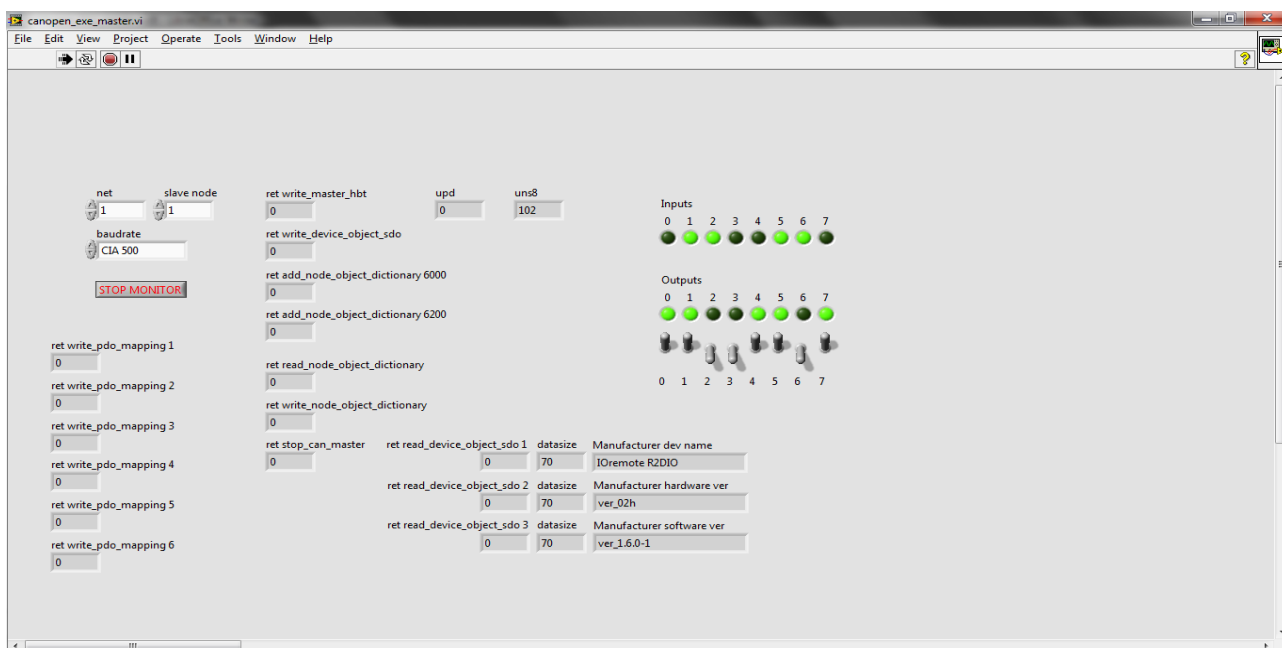 canopen_exe_master.vi
File Edit View Project Operate Tools Window Help
net slave node
1 1
baudrate
CIA 500
STOP MONITOR
ret write_pdo_mapping 1
0
ret write_pdo_mapping 2
0
ret write_pdo_mapping 3
0
ret write_pdo_mapping 4
0
ret write_pdo_mapping 5
0
ret write_pdo_mapping 6
0
ret write_master_hbt upd uns8
0 0 102
ret write_device_object_sdo
0
ret add_node_object_dictionary 6000
0
ret add_node_object_dictionary 6200
0
ret read_node_object_dictionary
0
ret write_node_object_dictionary
0
ret stop_can_master
0
ret read_device_object_sdo 1 datasize Manufacturer dev name
0 70 IOremote R2DIO
ret read_device_object_sdo 2 datasize Manufacturer hardware ver
0 70 ver_02h
ret read_device_object_sdo 3 datasize Manufacturer software ver
0 70 ver_1.6.0-1
Inputs
0 1 2 3 4 5 6 7
Outputs
0 1 2 3 4 5 6 7
0 1 2 3 4 5 6 7